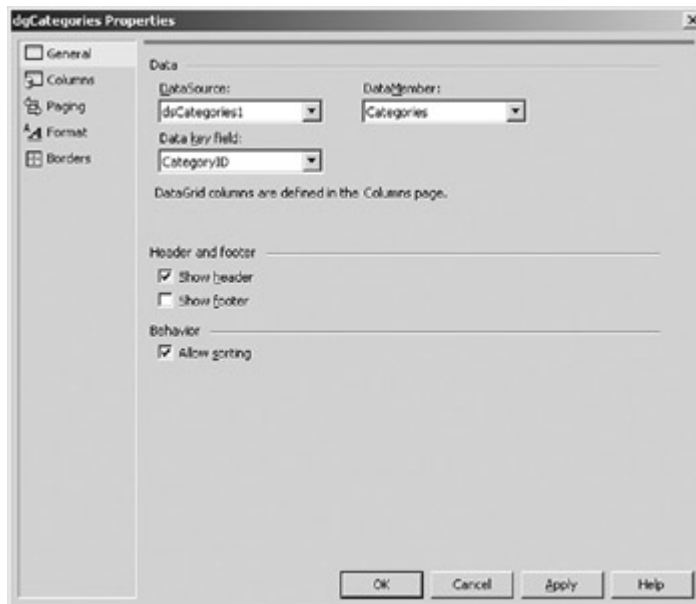 dgCategories Properties
General
Columns
Paging
Format
Borders
Data
DataSource:
DataMember:
dsCategories1
Categories
Data key field:
CategoryID
DataGrid columns are defined in the Columns page.
Header and footer
Show header
Show footer
Behavior
Allow sorting
OK
Cancel
Apply
Help